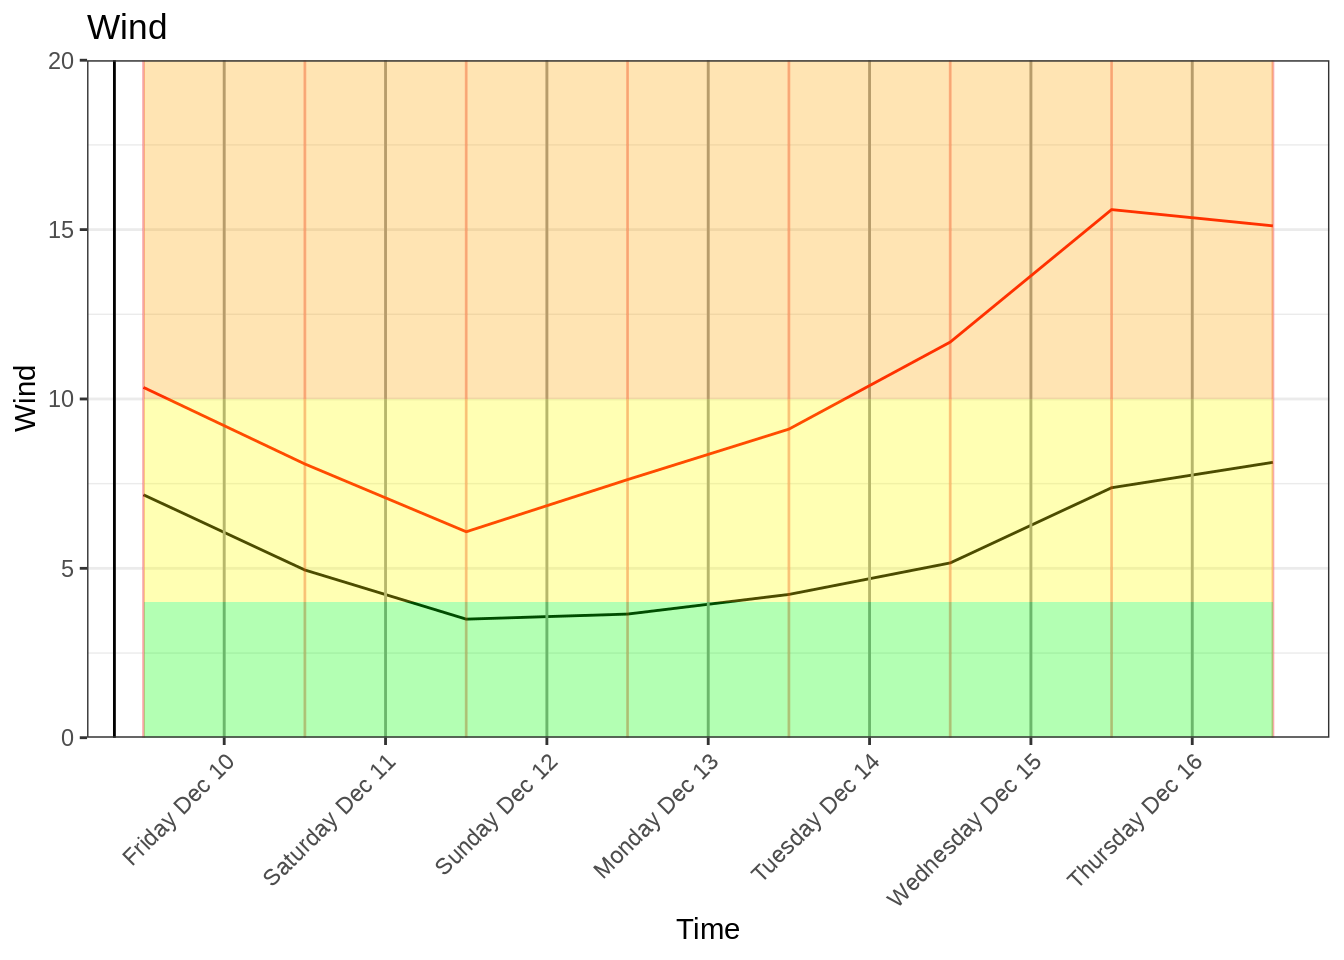 Wind
20
15
10
5
0
Wind
Friday Dec 10
Saturday Dec 11
Sunday Dec 12
Monday Dec 13
Tuesday Dec 14
Wednesday Dec 15
Thursday Dec 16
Time